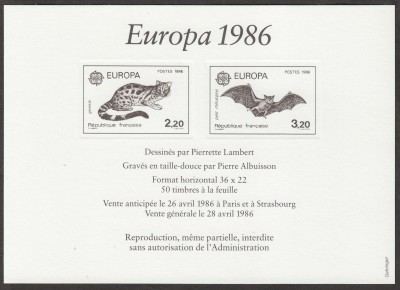 Europa 1986
EUROPA
POSTES 1986
genette
2,20
République française
EUROPA
POSTES 1986
petit rhinolophe
3,20
République française
Dessinés par Pierrette Lambert
Gravés en taille-douce par Pierre Albuisson
Format horizontal 36 x 22
50 timbres à la feuille
Vente anticipée le 26 avril 1986 à Paris et à Strasbourg
Vente générale le 28 avril 1986
Reproduction, même partielle, interdite
sans autorisation de l'Administration